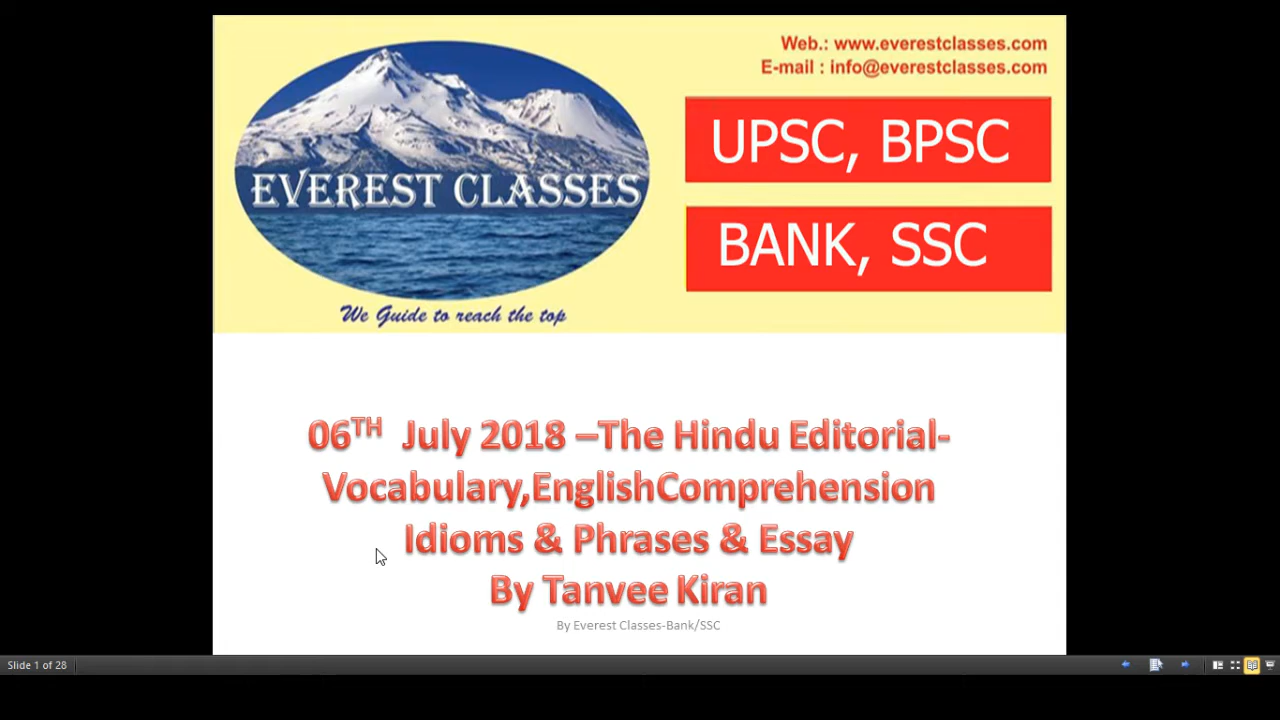 Web.: www.everestclasses.com
E-mail : info@everestclasses.com
UPSC, BPSC
BANK, SSC
EVEREST CLASSES
We Guide to reach the top
06TH July 2018 –The Hindu Editorial-
Vocabulary,EnglishComprehension
Idioms & Phrases & Essay
By Tanvee Kiran
By Everest Classes-Bank/SSC
Slide 1 of 28